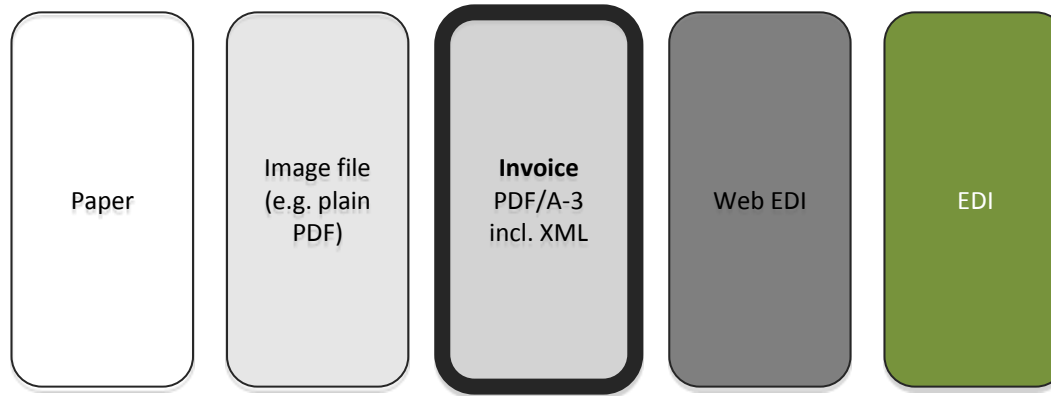 Paper
Image file
(e.g. plain
PDF)
Invoice
PDF/A-3
incl. XML
Web EDI
EDI